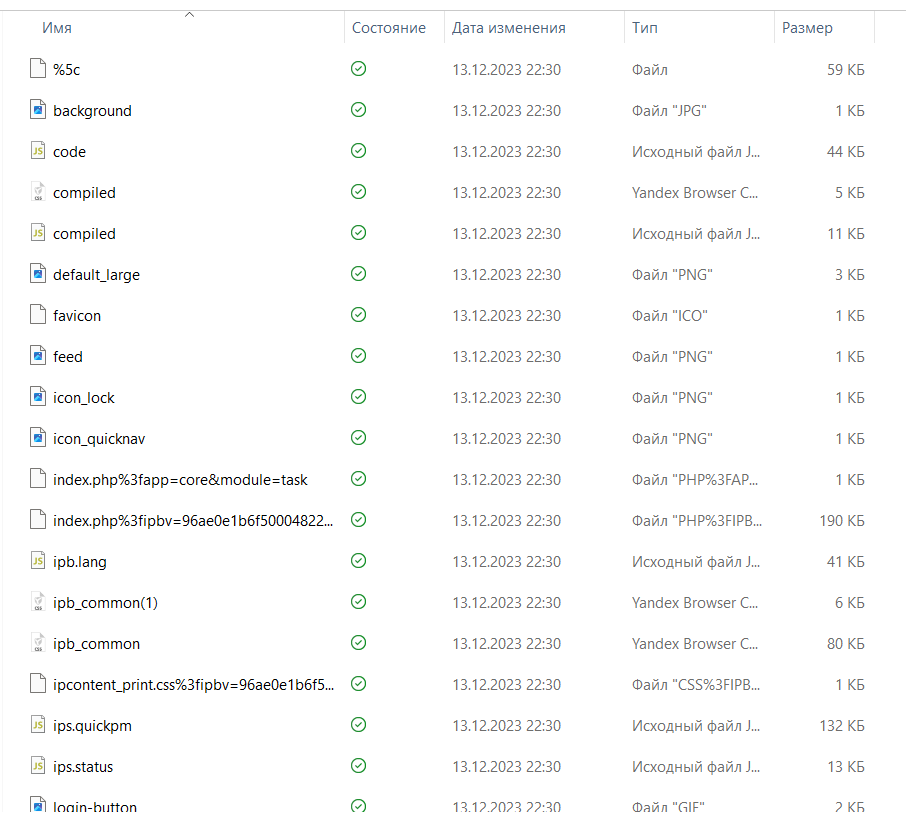 Имя Состояние Дата изменения Тип Размер
%5c 13.12.2023 22:30 Файл 59 КБ
background 13.12.2023 22:30 Файл "JPG" 1 КБ
code 13.12.2023 22:30 Исходный файл J... 44 КБ
compiled 13.12.2023 22:30 Yandex Browser C... 5 КБ
compiled 13.12.2023 22:30 Исходный файл J... 11 КБ
default_large 13.12.2023 22:30 Файл "PNG" 3 КБ
favicon 13.12.2023 22:30 Файл "ICO" 1 КБ
feed 13.12.2023 22:30 Файл "PNG" 1 КБ
icon_lock 13.12.2023 22:30 Файл "PNG" 1 КБ
icon_quicknav 13.12.2023 22:30 Файл "PNG" 1 КБ
index.php%3fapp=core&module=task 13.12.2023 22:30 Файл "PHP%3FAP... 1 КБ
index.php%3fipbv=96ae0e1b6f50004822... 13.12.2023 22:30 Файл "PHP%3FIPB... 190 КБ
ipb.lang 13.12.2023 22:30 Исходный файл J... 41 КБ
ipb_common(1) 13.12.2023 22:30 Yandex Browser C... 6 КБ
ipb_common 13.12.2023 22:30 Yandex Browser C... 80 КБ
ipcontent_print.css%3fipbv=96ae0e1b6f5... 13.12.2023 22:30 Файл "CSS%3FIPB... 1 КБ
ips.quickpm 13.12.2023 22:30 Исходный файл J... 132 КБ
ips.status 13.12.2023 22:30 Исходный файл J... 13 КБ
login-button 13.12.2023 22:30 Файл "GIF" 2 КБ